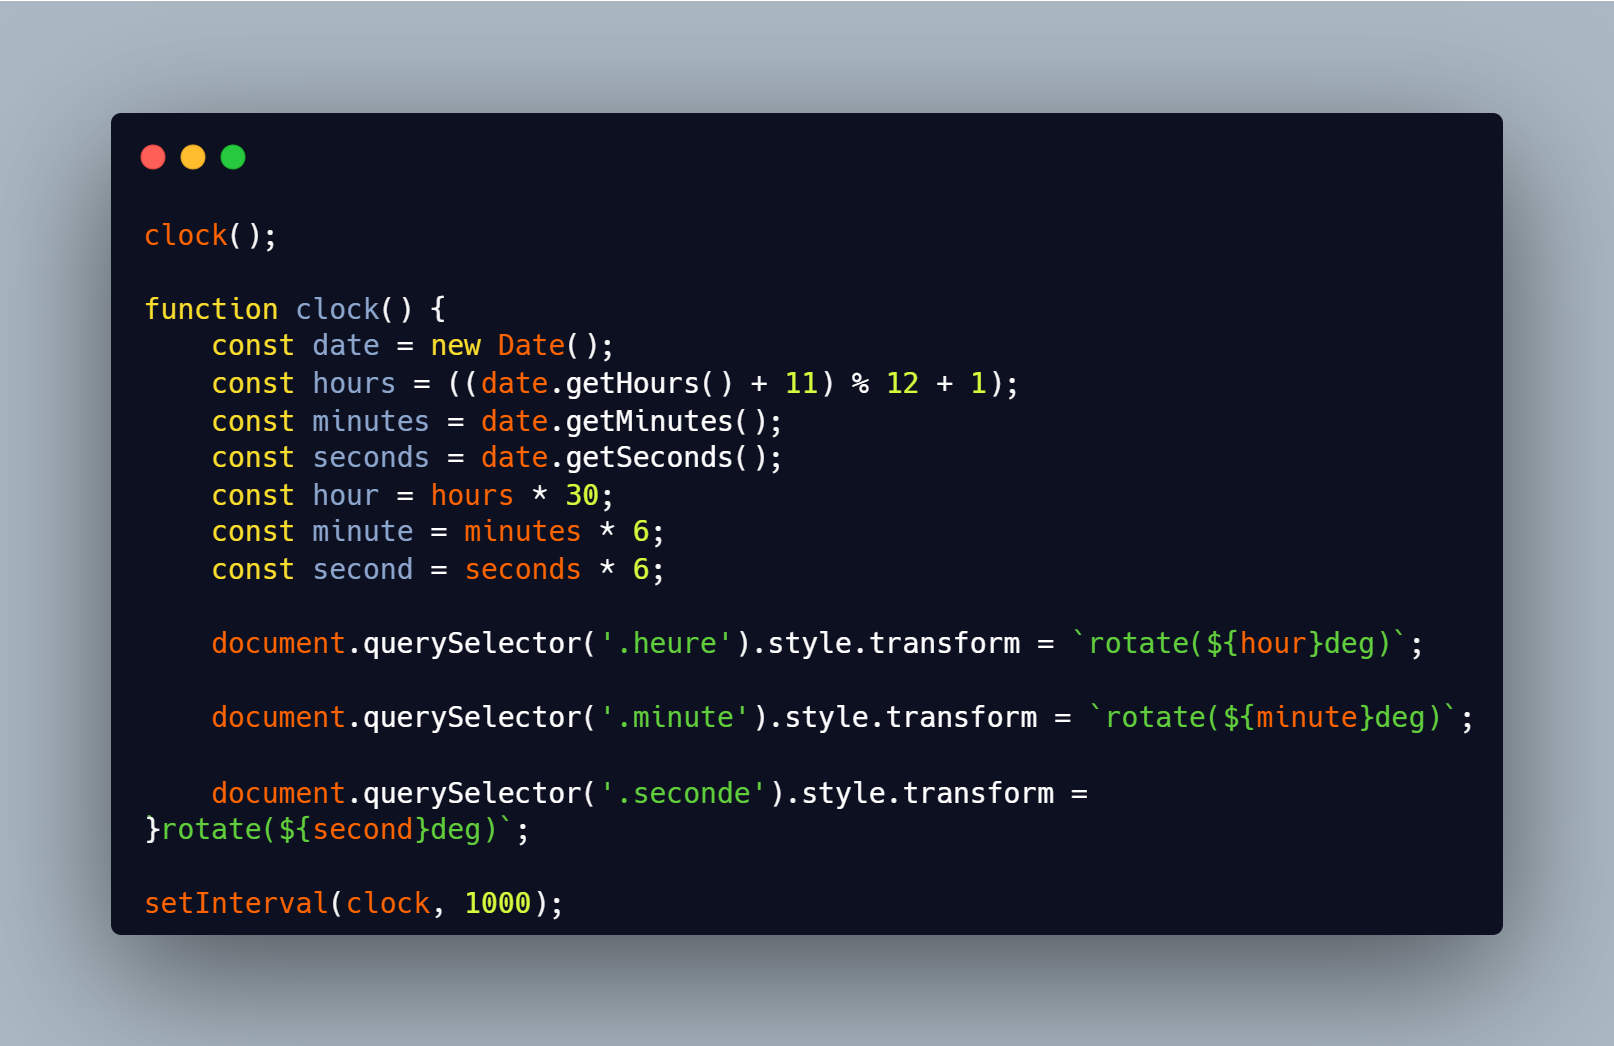 clock();
function clock() {
    const date = new Date();
    const hours = ((date.getHours() + 11) % 12 + 1);
    const minutes = date.getMinutes();
    const seconds = date.getSeconds();
    const hour = hours * 30;
    const minute = minutes * 6;
    const second = seconds * 6;
    document.querySelector('.heure').style.transform = `rotate(${hour}deg)`;
    document.querySelector('.minute').style.transform = `rotate(${minute}deg)`;
    document.querySelector('.seconde').style.transform =
}rotate(${second}deg)`;
setInterval(clock, 1000);